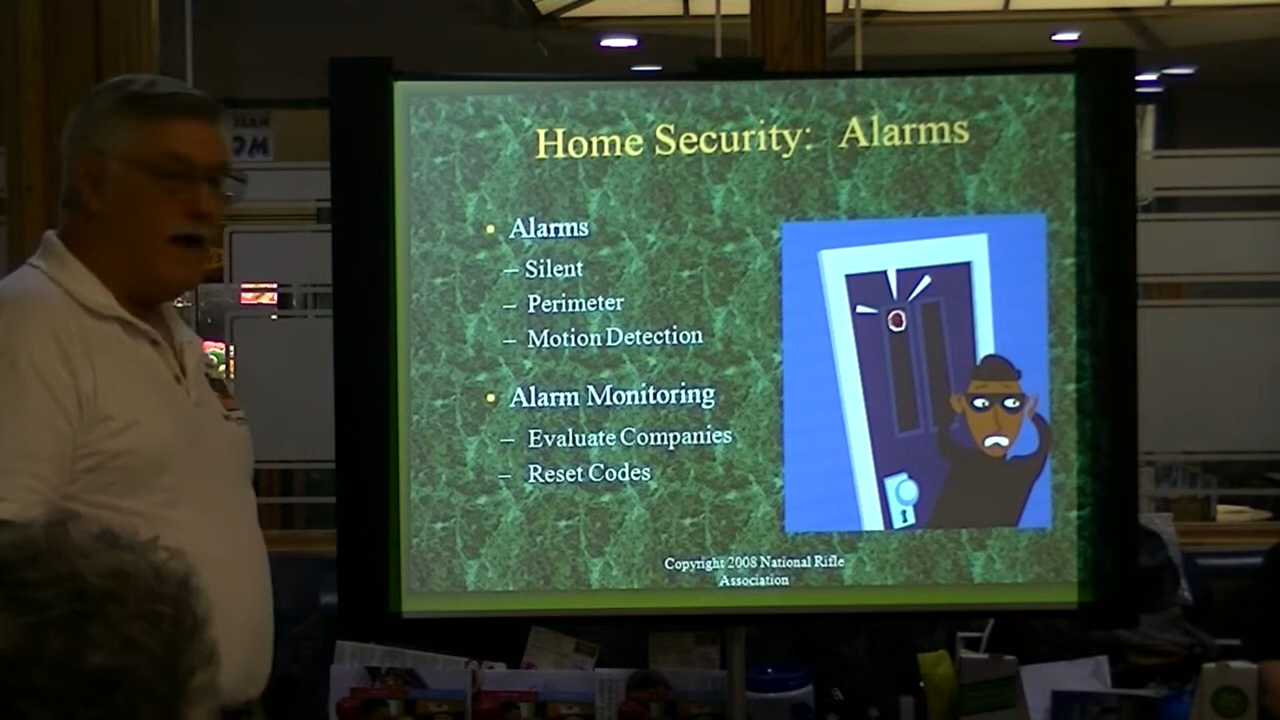 Home Security: Alarms
• Alarms
– Silent
– Perimeter
– Motion Detection
• Alarm Monitoring
– Evaluate Companies
– Reset Codes
Copyright 2008 National Rifle
Association